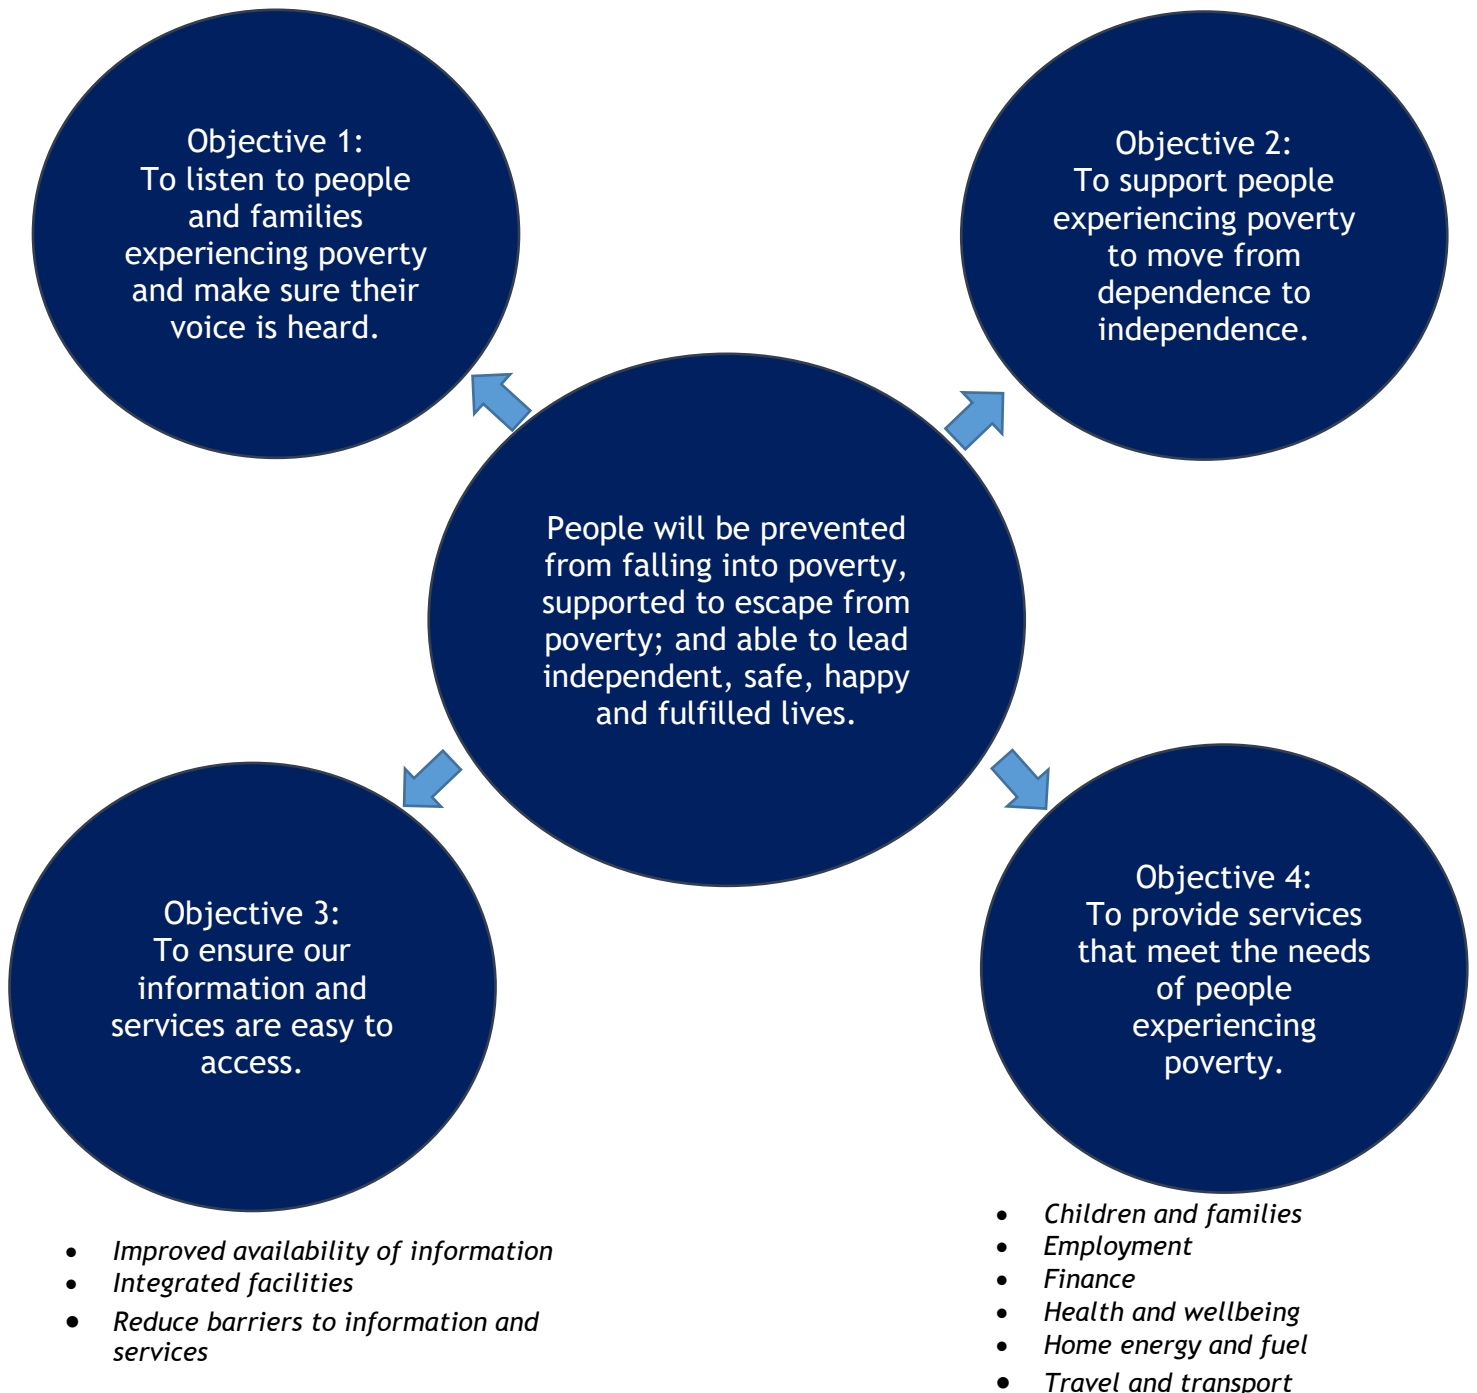 Objective 1:
To listen to people
and families
experiencing poverty
and make sure their
voice is heard.
Objective 2:
To support people
experiencing poverty
to move from
dependence to
independence.
People will be prevented
from falling into poverty,
supported to escape from
poverty; and able to lead
independent, safe, happy
and fulfilled lives.
Objective 3:
To ensure our
information and
services are easy to
access.
Objective 4:
To provide services
that meet the needs
of people
experiencing
poverty.
• Improved availability of information
• Integrated facilities
• Reduce barriers to information and
services
• Children and families
• Employment
• Finance
• Health and wellbeing
• Home energy and fuel
• Travel and transport